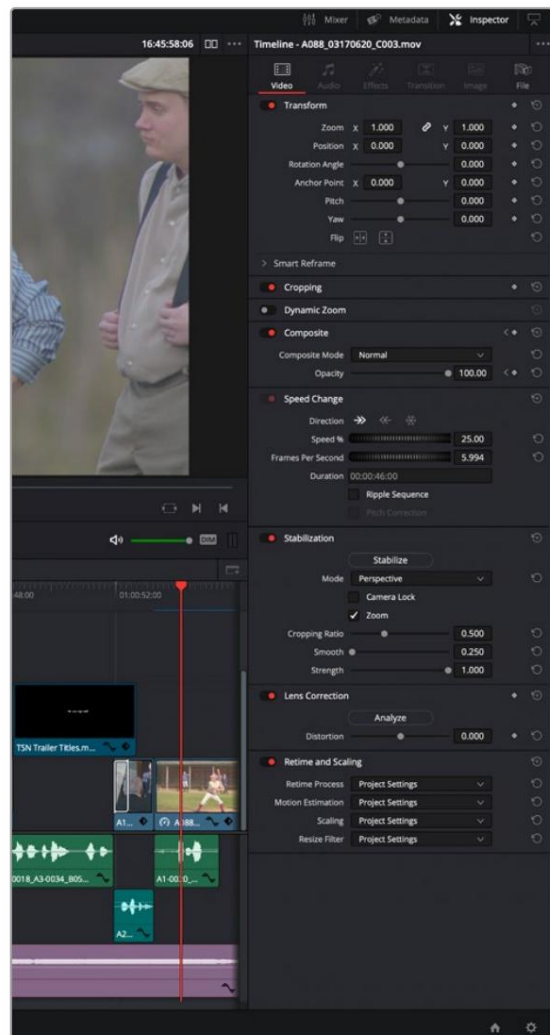 Mixer Metadata Inspector
16:45:58:06 Timeline - A088_03170620_C003.mov
Video Audio Effects Transition Image File
Transform
Zoom X 1.000 Y 1.000
Position X 0.000 Y 0.000
Rotation Angle 0.000
Anchor Point X 0.000 Y 0.000
Pitch 0.000
Yaw 0.000
Flip
Smart Reframe
Cropping
Dynamic Zoom
Composite
Composite Mode Normal
Opacity 100.00
Speed Change
Direction
Speed % 25.00
Frames Per Second 5.994
Duration 00:00:46:00
Ripple Sequence
Pitch Correction
DIM
Stabilization
Stabilize
Mode Perspective
Camera Lock
Zoom
Cropping Ratio 0.500
Smooth 0.250
Strength 1.000
48:00 01:00:52:00
Lens Correction
Analyze
Distortion 0.000
TSN Trailer Titles.m...
Retime and Scaling
Retime Process Project Settings
Motion Estimation Project Settings
Scaling Project Settings
Resize Filter Project Settings
A1... A088...
0018_A3-0034_B05... A1-0020_...
A2...